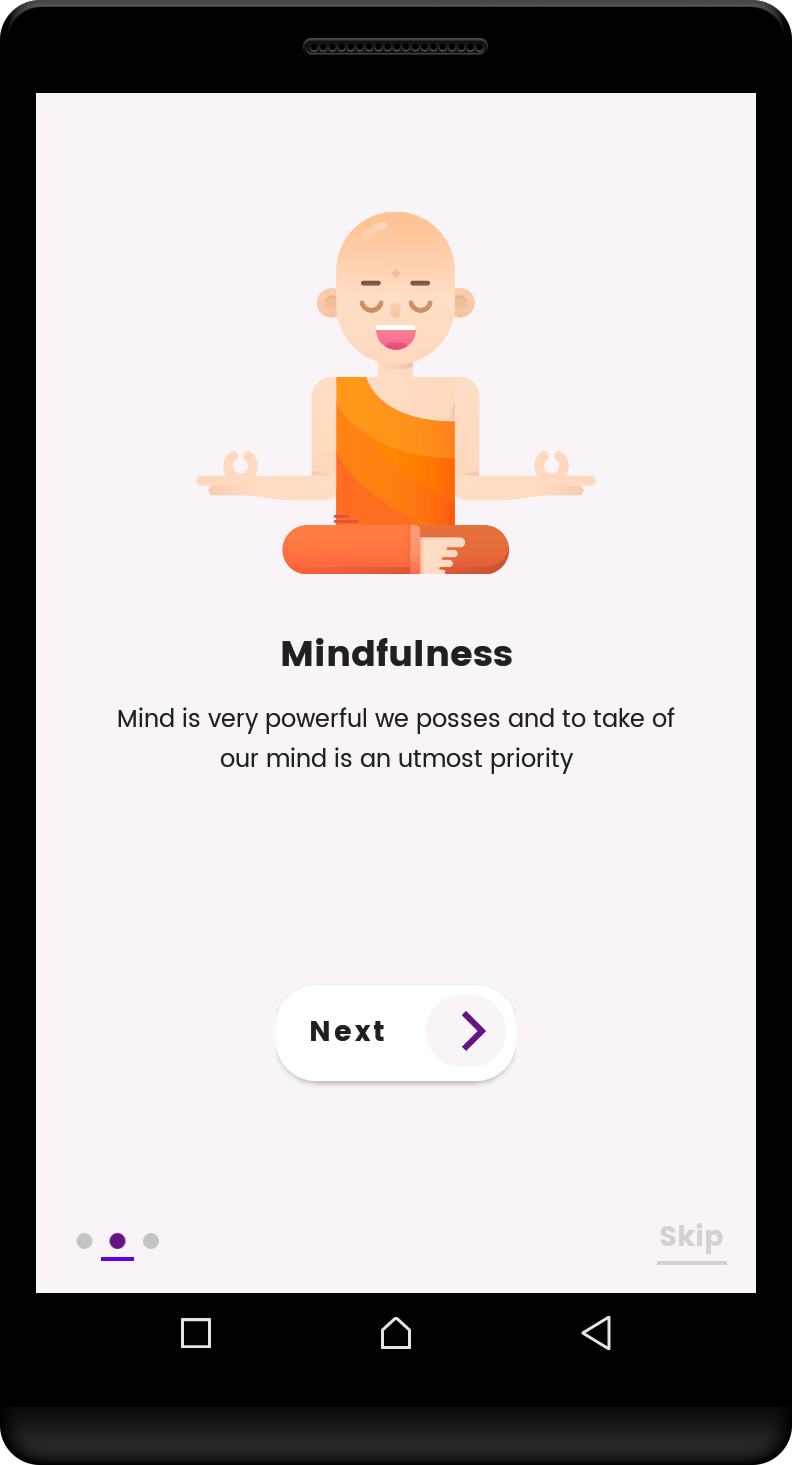 Mindfulness
Mind is very powerful we posses and to take of
our mind is an utmost priority
Next
Skip